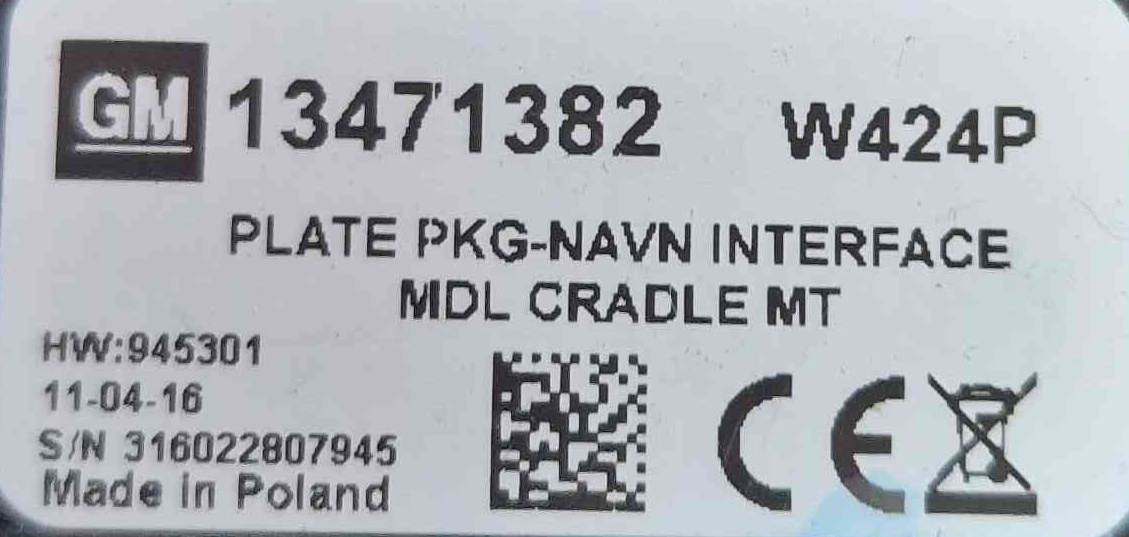 GM 13471382 W424P
PLATE PKG-NAVN INTERFACE
MDL CRADLE MT
HW:945301
11-04-16
S/N 316022807945
Made in Poland
CE